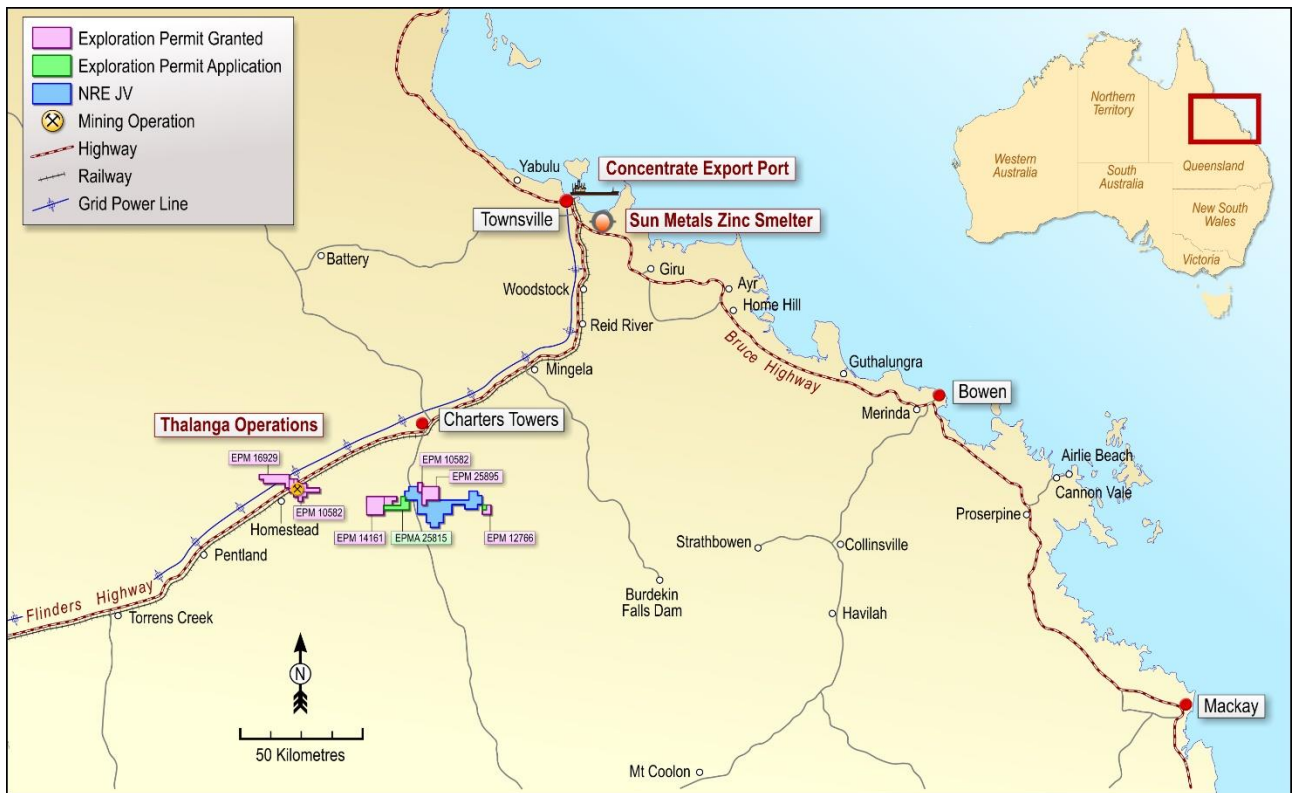 Exploration Permit Granted
Exploration Permit Application
NRE JV
Mining Operation
Highway
Railway
Grid Power Line
Northern
Territory
Western
Australia
South
Australia
Queensland
New South
Wales
Victoria
Yabulu
Concentrate Export Port
Townsville
Sun Metals Zinc Smelter
Battery
Giru
Woodstock
Ayr
Home Hill
Reid River
Bruce Highway
Guthalungra
Mingela
Bowen
Merinda
Thalanga Operations
Charters Towers
EPM 16929
EPM 10582
EPM 25895
Airlie Beach
Cannon Vale
EPM 10582
Homestead
EPM 14161
EPMA 25815
EPM 12766
Proserpine
Pentland
Strathbowen
Collinsville
Burdekin
Falls Dam
Flinders Highway
Torrens Creek
Havilah
N
Mackay
50 Kilometres
Mt Coolon